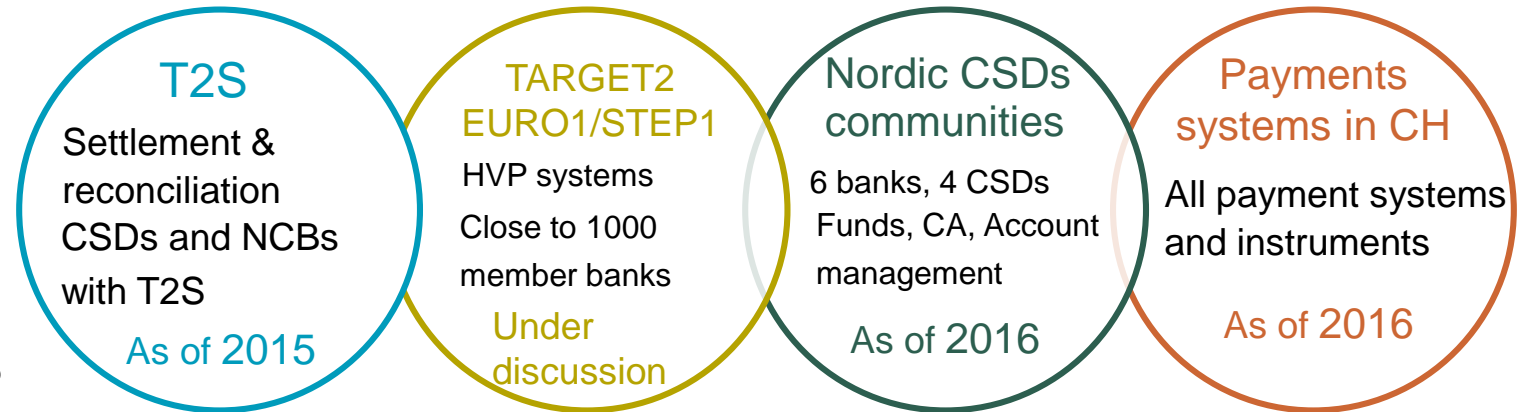 T2S
Settlement &
reconciliation
CSDs and NCBs
with T2S
As of 2015
TARGET2
EURO1/STEP1
HVP systems
Close to 1000
member banks
Under
discussion
Nordic CSDs
communities
6 banks, 4 CSDs
Funds, CA, Account
management
As of 2016
Payments
systems in CH
All payment systems
and instruments
As of 2016